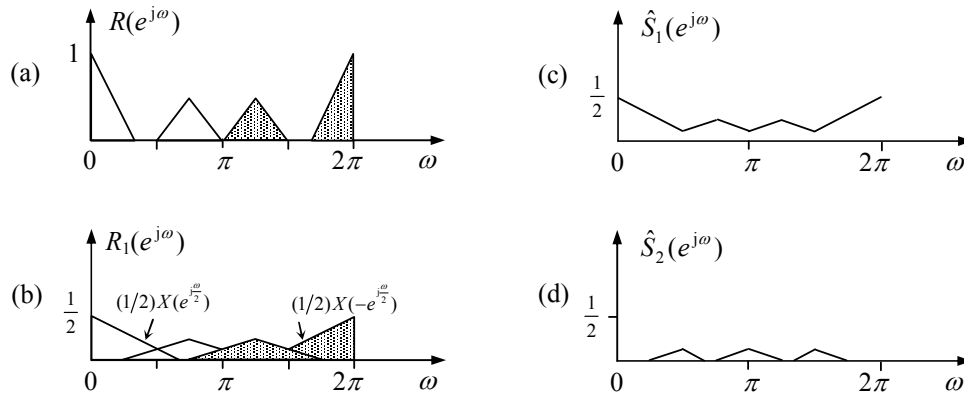 (a)
R(e^{jω})
1
0
π
2π
ω
(b)
R₁(e^{jω})
1/2
(1/2)X(e^{jω/2})
(1/2)X(−e^{jω/2})
0
π
2π
ω
(c)
Ŝ₁(e^{jω})
1/2
0
π
2π
ω
(d)
Ŝ₂(e^{jω})
1/2
0
π
2π
ω